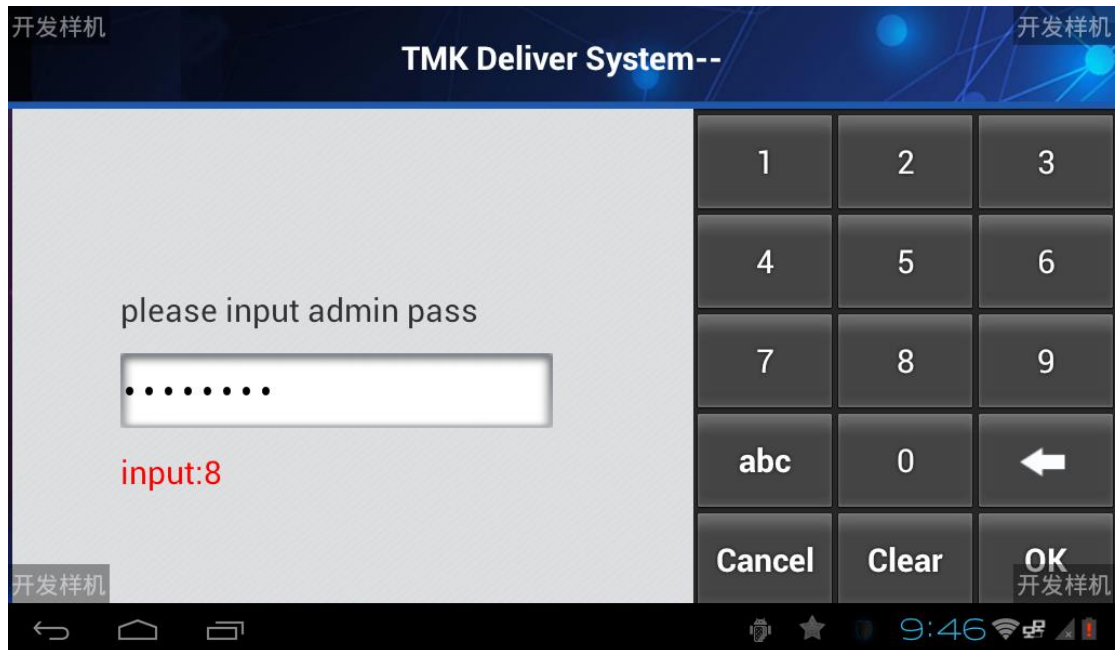 开发样机
开发样机
TMK Deliver System--
1 2 3
4 5 6
please input admin pass
7 8 9
••••••••
abc 0
input:8
Cancel Clear OK
开发样机
开发样机
9:46